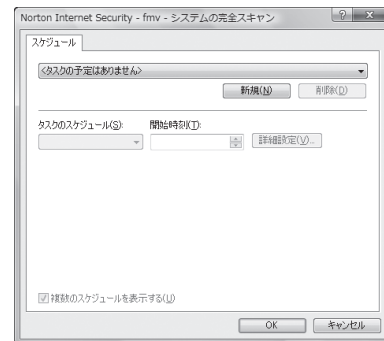 Norton Internet Security - fmv - システムの完全スキャン
スケジュール
<タスクの予定はありません>
新規(N) 削除(D)
タスクのスケジュール(S): 開始時刻(T):
詳細設定(V)...
複数のスケジュールを表示する(U)
OK キャンセル